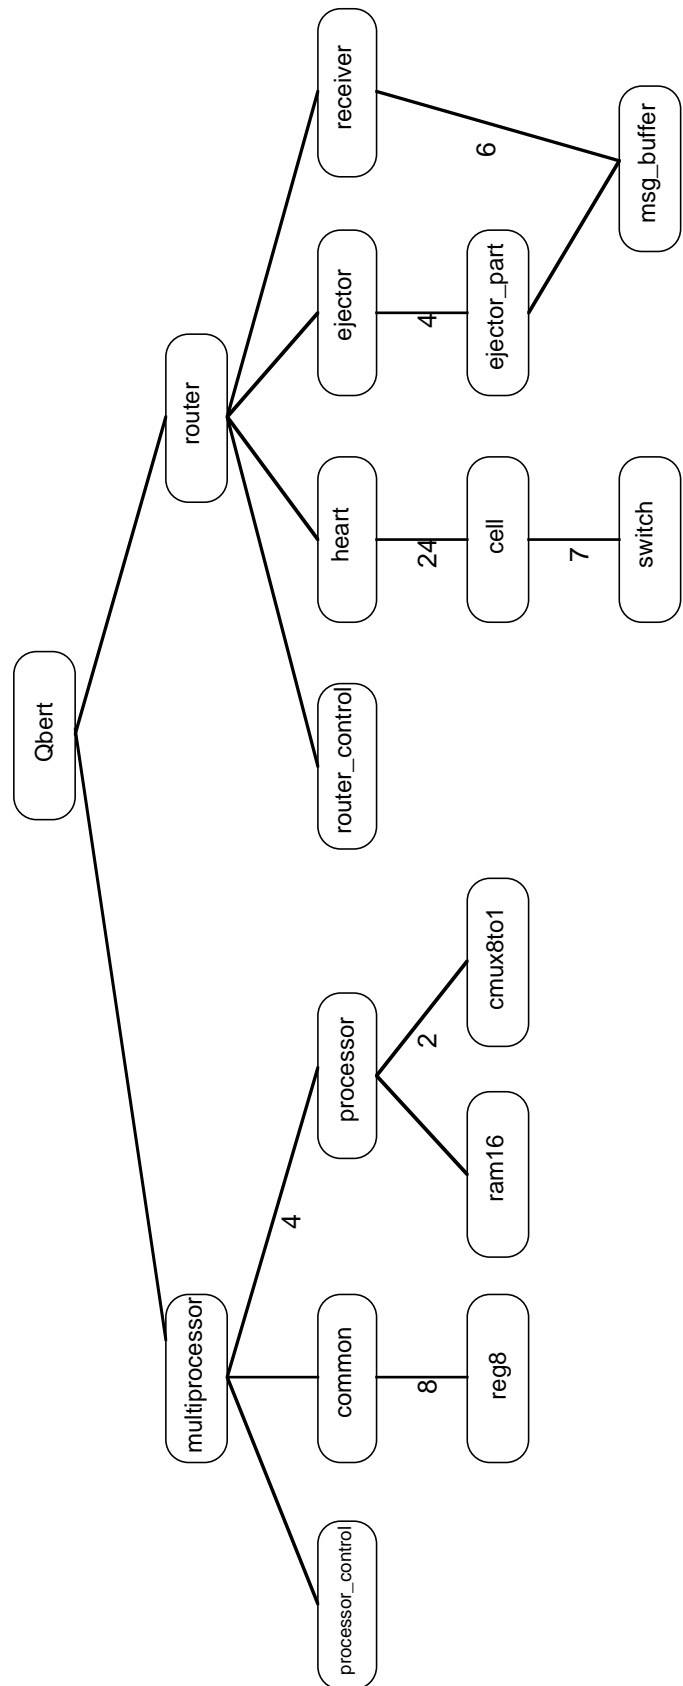 Qbert
multiprocessor
router
4
processor_control
common
processor
router_control
heart
ejector
receiver
8
2
24
4
6
reg8
ram16
cmux8to1
cell
ejector_part
7
switch
msg_buffer